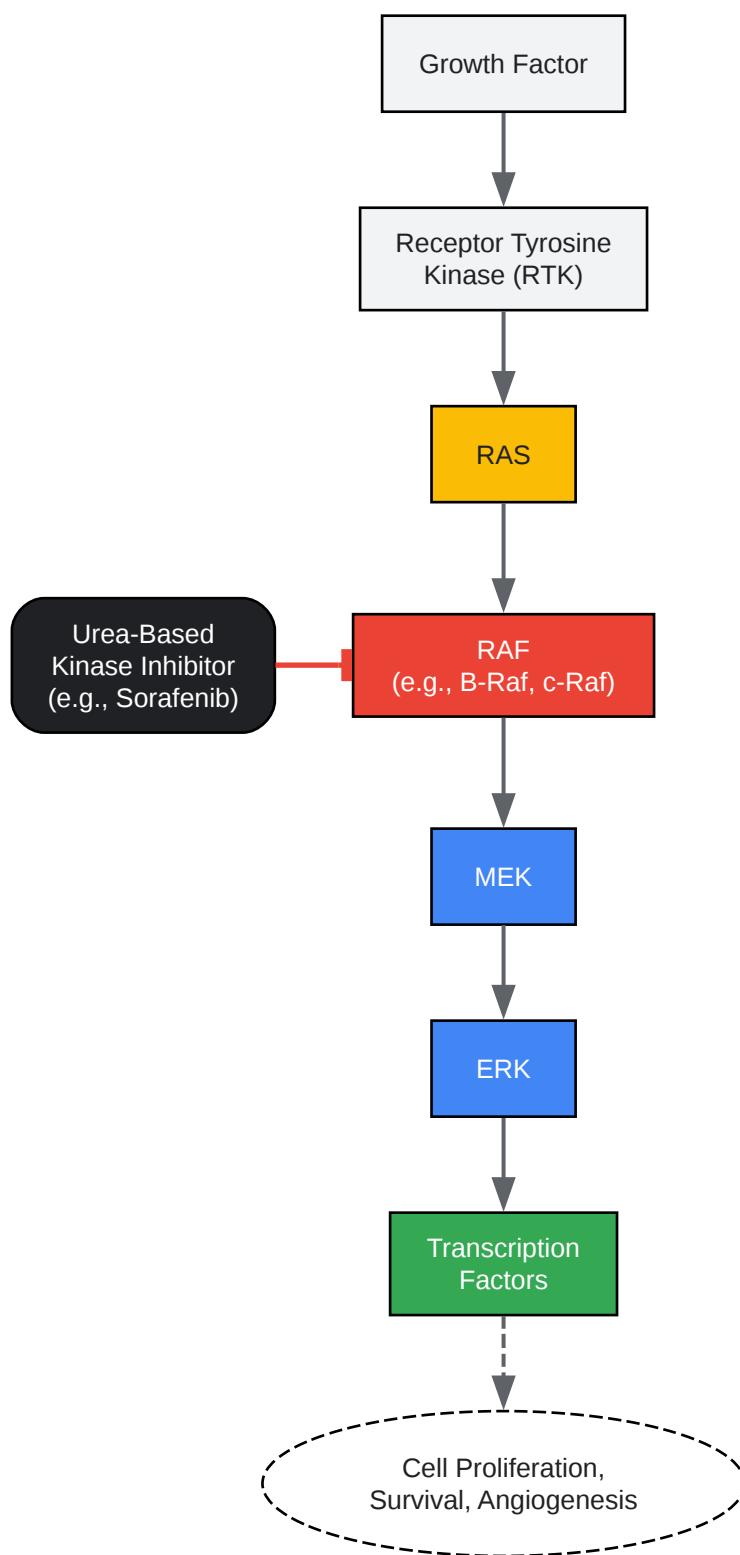 Growth Factor
Receptor Tyrosine
Kinase (RTK)
RAS
Urea-Based
Kinase Inhibitor
(e.g., Sorafenib)
RAF
(e.g., B-Raf, c-Raf)
MEK
ERK
Transcription
Factors
Cell Proliferation,
Survival, Angiogenesis